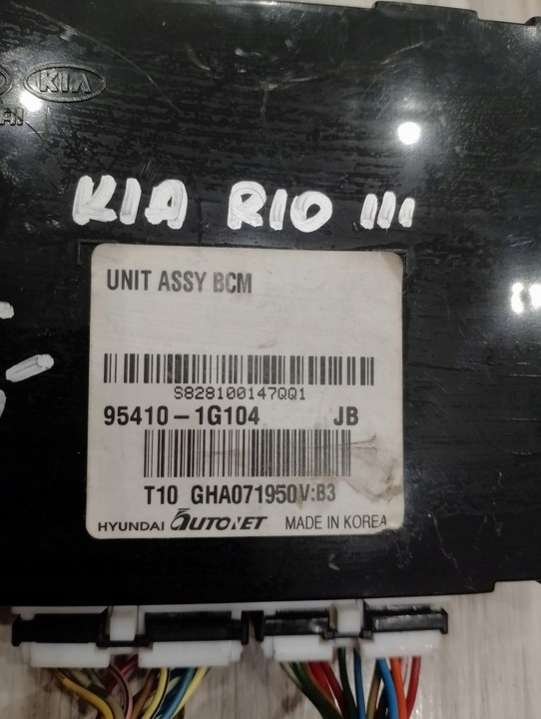 KIA
KIA RIO III
UNIT ASSY BCM
S828100147QQ1
95410-1G104 JB
T10 GHA071950V:B3
HYUNDAI AUTONET MADE IN KOREA